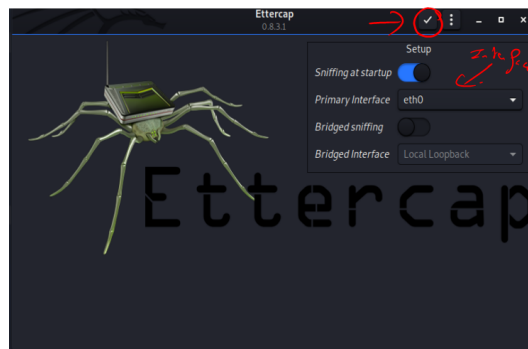 Ettercap
0.8.3.1
Setup
Sniffing at startup
Primary Interface eth0
Bridged sniffing
Bridged Interface Local Loopback
Ettercap